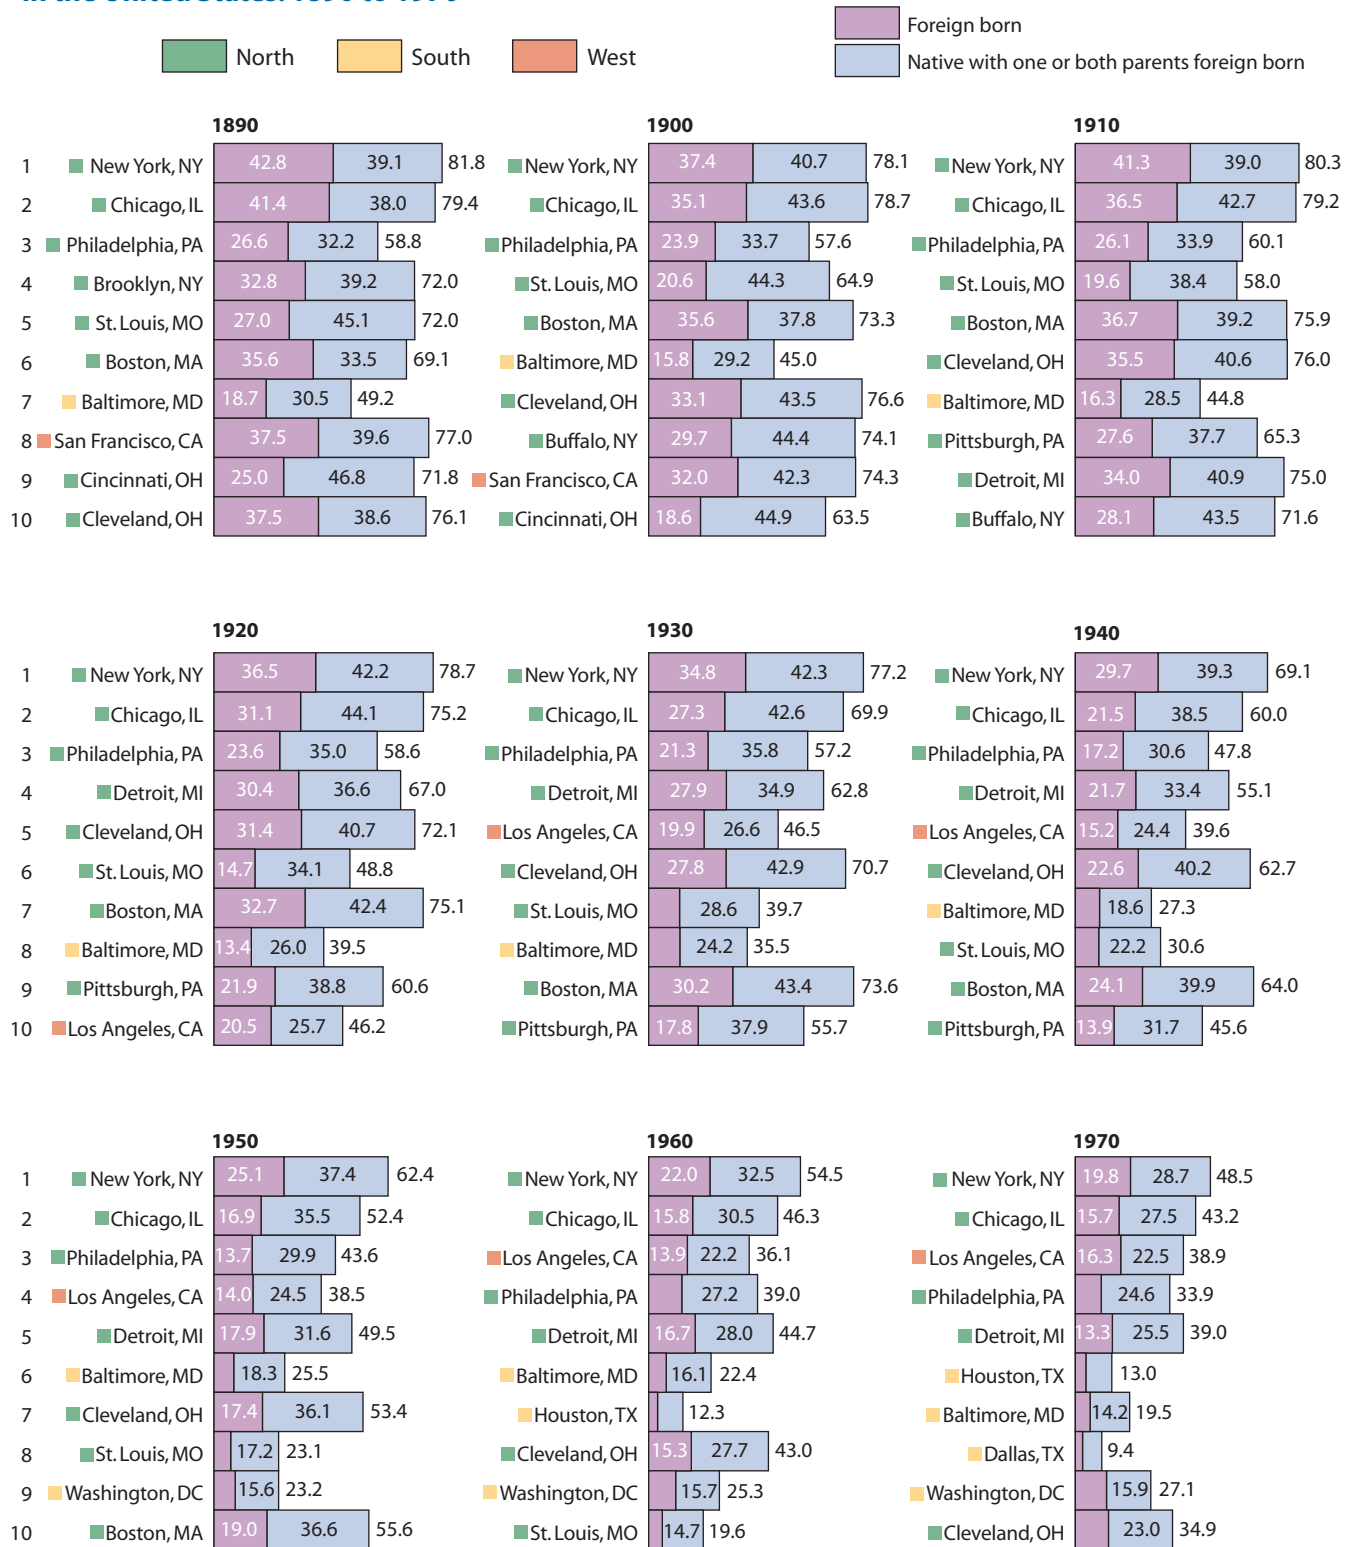 North South West
Foreign born
Native with one or both parents foreign born
1890
1 New York, NY 42.8 39.1 81.8
2 Chicago, IL 41.4 38.0 79.4
3 Philadelphia, PA 26.6 32.2 58.8
4 Brooklyn, NY 32.8 39.2 72.0
5 St. Louis, MO 27.0 45.1 72.0
6 Boston, MA 35.6 33.5 69.1
7 Baltimore, MD 18.7 30.5 49.2
8 San Francisco, CA 37.5 39.6 77.0
9 Cincinnati, OH 25.0 46.8 71.8
10 Cleveland, OH 37.5 38.6 76.1
1900
New York, NY 37.4 40.7 78.1
Chicago, IL 35.1 43.6 78.7
Philadelphia, PA 23.9 33.7 57.6
St. Louis, MO 20.6 44.3 64.9
Boston, MA 35.6 37.8 73.3
Baltimore, MD 15.8 29.2 45.0
Cleveland, OH 33.1 43.5 76.6
Buffalo, NY 29.7 44.4 74.1
San Francisco, CA 32.0 42.3 74.3
Cincinnati, OH 18.6 44.9 63.5
1910
New York, NY 41.3 39.0 80.3
Chicago, IL 36.5 42.7 79.2
Philadelphia, PA 26.1 33.9 60.1
St. Louis, MO 19.6 38.4 58.0
Boston, MA 36.7 39.2 75.9
Cleveland, OH 35.5 40.6 76.0
Baltimore, MD 16.3 28.5 44.8
Pittsburgh, PA 27.6 37.7 65.3
Detroit, MI 34.0 40.9 75.0
Buffalo, NY 28.1 43.5 71.6
1920
1 New York, NY 36.5 42.2 78.7
2 Chicago, IL 31.1 44.1 75.2
3 Philadelphia, PA 23.6 35.0 58.6
4 Detroit, MI 30.4 36.6 67.0
5 Cleveland, OH 31.4 40.7 72.1
6 St. Louis, MO 14.7 34.1 48.8
7 Boston, MA 32.7 42.4 75.1
8 Baltimore, MD 13.4 26.0 39.5
9 Pittsburgh, PA 21.9 38.8 60.6
10 Los Angeles, CA 20.5 25.7 46.2
1930
New York, NY 34.8 42.3 77.2
Chicago, IL 27.3 42.6 69.9
Philadelphia, PA 21.3 35.8 57.2
Detroit, MI 27.9 34.9 62.8
Los Angeles, CA 19.9 26.6 46.5
Cleveland, OH 27.8 42.9 70.7
St. Louis, MO 28.6 39.7
Baltimore, MD 24.2 35.5
Boston, MA 30.2 43.4 73.6
Pittsburgh, PA 17.8 37.9 55.7
1940
New York, NY 29.7 39.3 69.1
Chicago, IL 21.5 38.5 60.0
Philadelphia, PA 17.2 30.6 47.8
Detroit, MI 21.7 33.4 55.1
Los Angeles, CA 15.2 24.4 39.6
Cleveland, OH 22.6 40.2 62.7
Baltimore, MD 18.6 27.3
St. Louis, MO 22.2 30.6
Boston, MA 24.1 39.9 64.0
Pittsburgh, PA 13.9 31.7 45.6
1950
1 New York, NY 25.1 37.4 62.4
2 Chicago, IL 16.9 35.5 52.4
3 Philadelphia, PA 13.7 29.9 43.6
4 Los Angeles, CA 14.0 24.5 38.5
5 Detroit, MI 17.9 31.6 49.5
6 Baltimore, MD 18.3 25.5
7 Cleveland, OH 17.4 36.1 53.4
8 St. Louis, MO 17.2 23.1
9 Washington, DC 15.6 23.2
10 Boston, MA 19.0 36.6 55.6
1960
New York, NY 22.0 32.5 54.5
Chicago, IL 15.8 30.5 46.3
Los Angeles, CA 13.9 22.2 36.1
Philadelphia, PA 27.2 39.0
Detroit, MI 16.7 28.0 44.7
Baltimore, MD 16.1 22.4
Houston, TX 12.3
Cleveland, OH 15.3 27.7 43.0
Washington, DC 15.7 25.3
St. Louis, MO 14.7 19.6
1970
New York, NY 19.8 28.7 48.5
Chicago, IL 15.7 27.5 43.2
Los Angeles, CA 16.3 22.5 38.9
Philadelphia, PA 24.6 33.9
Detroit, MI 13.3 25.5 39.0
Houston, TX 13.0
Baltimore, MD 14.2 19.5
Dallas, TX 9.4
Washington, DC 15.9 27.1
Cleveland, OH 23.0 34.9